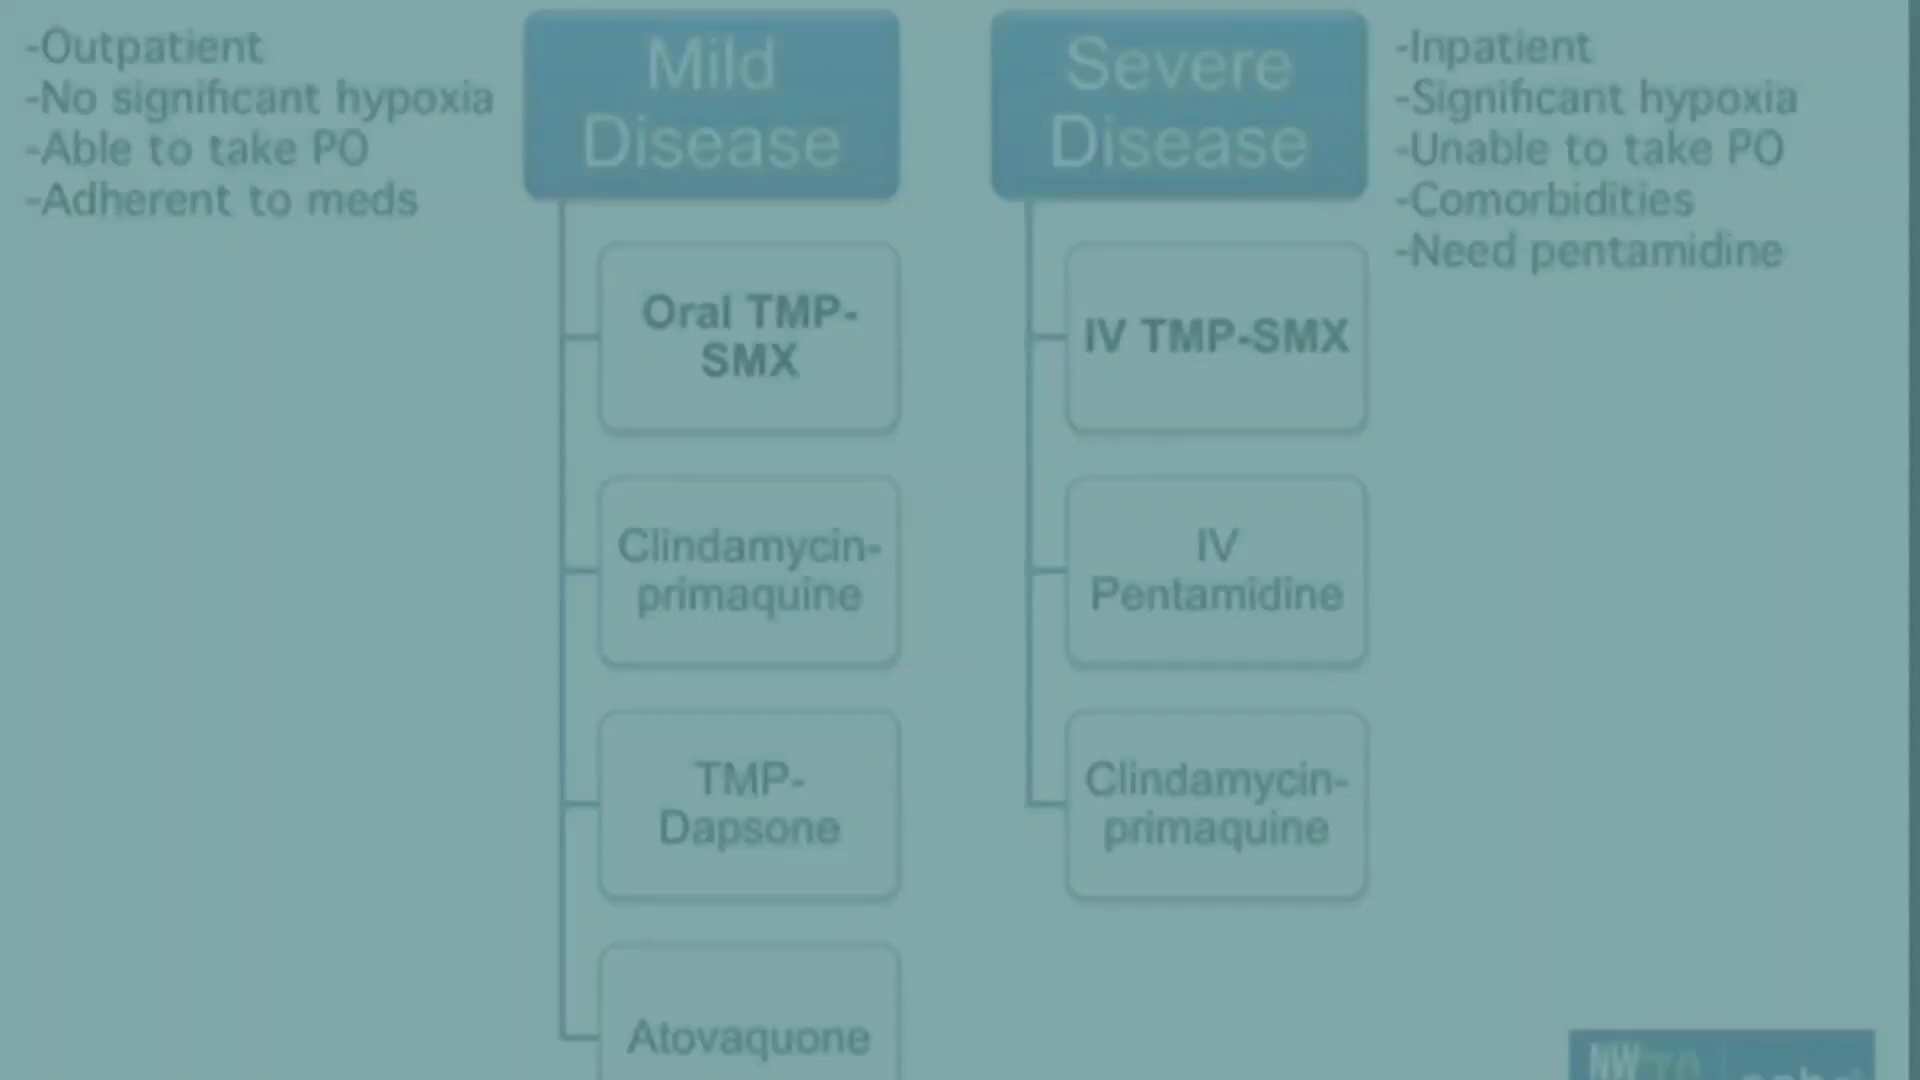 -Outpatient
-No significant hypoxia
-Able to take PO
-Adherent to meds
Mild
Disease
Oral TMP-
SMX
Clindamycin-
primaquine
TMP-
Dapsone
Atovaquone
Severe
Disease
IV TMP-SMX
IV
Pentamidine
Clindamycin-
primaquine
-Inpatient
-Significant hypoxia
-Unable to take PO
-Comorbidities
-Need pentamidine
NW